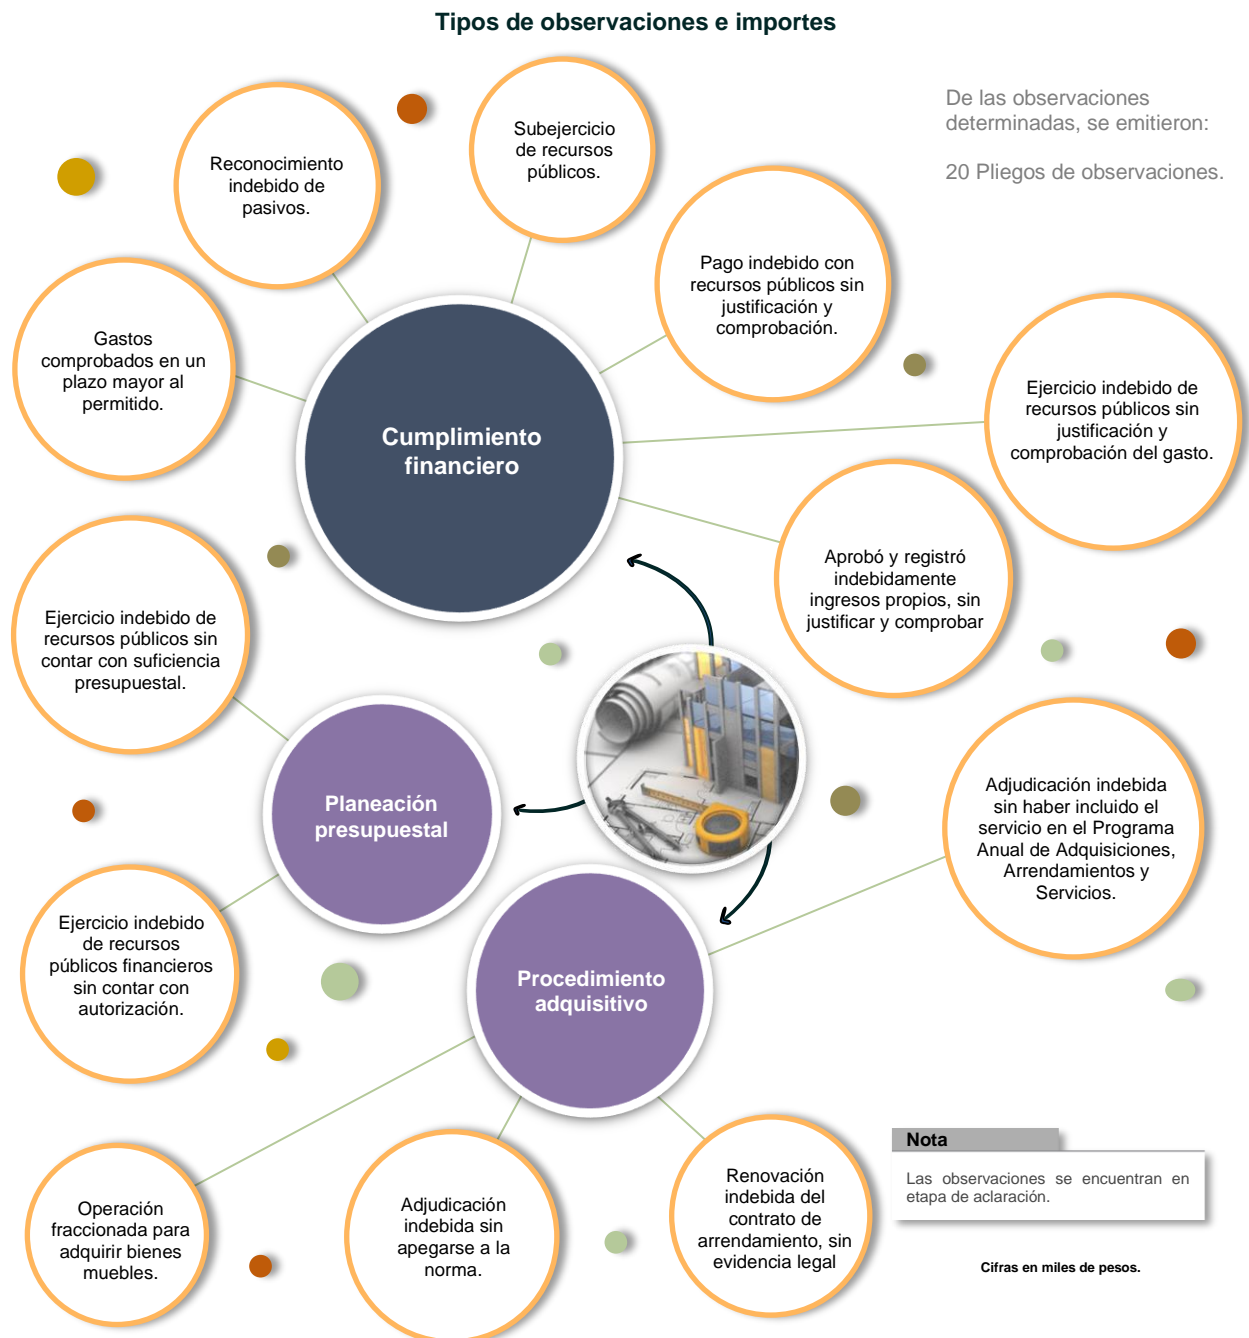 Tipos de observaciones e importes
De las observaciones
determinadas, se emitieron:
20 Pliegos de observaciones.
Subejercicio
de recursos
públicos.
Reconocimiento
indebido de
pasivos.
Pago indebido con
recursos públicos sin
justificación y
comprobación.
Gastos
comprobados en un
plazo mayor al
permitido.
Ejercicio indebido de
recursos públicos sin
justificación y
comprobación del gasto.
Cumplimiento
financiero
Aprobó y registró
indebidamente
ingresos propios, sin
justificar y comprobar
Ejercicio indebido de
recursos públicos sin
contar con suficiencia
presupuestal.
Planeación
presupuestal
Adjudicación indebida
sin haber incluido el
servicio en el Programa
Anual de Adquisiciones,
Arrendamientos y
Servicios.
Ejercicio indebido
de recursos
públicos financieros
sin contar con
autorización.
Procedimiento
adquisitivo
Operación
fraccionada para
adquirir bienes
muebles.
Adjudicación
indebida sin
apegarse a la
norma.
Renovación
indebida del
contrato de
arrendamiento, sin
evidencia legal
Nota
Las observaciones se encuentran en
etapa de aclaración.
Cifras en miles de pesos.